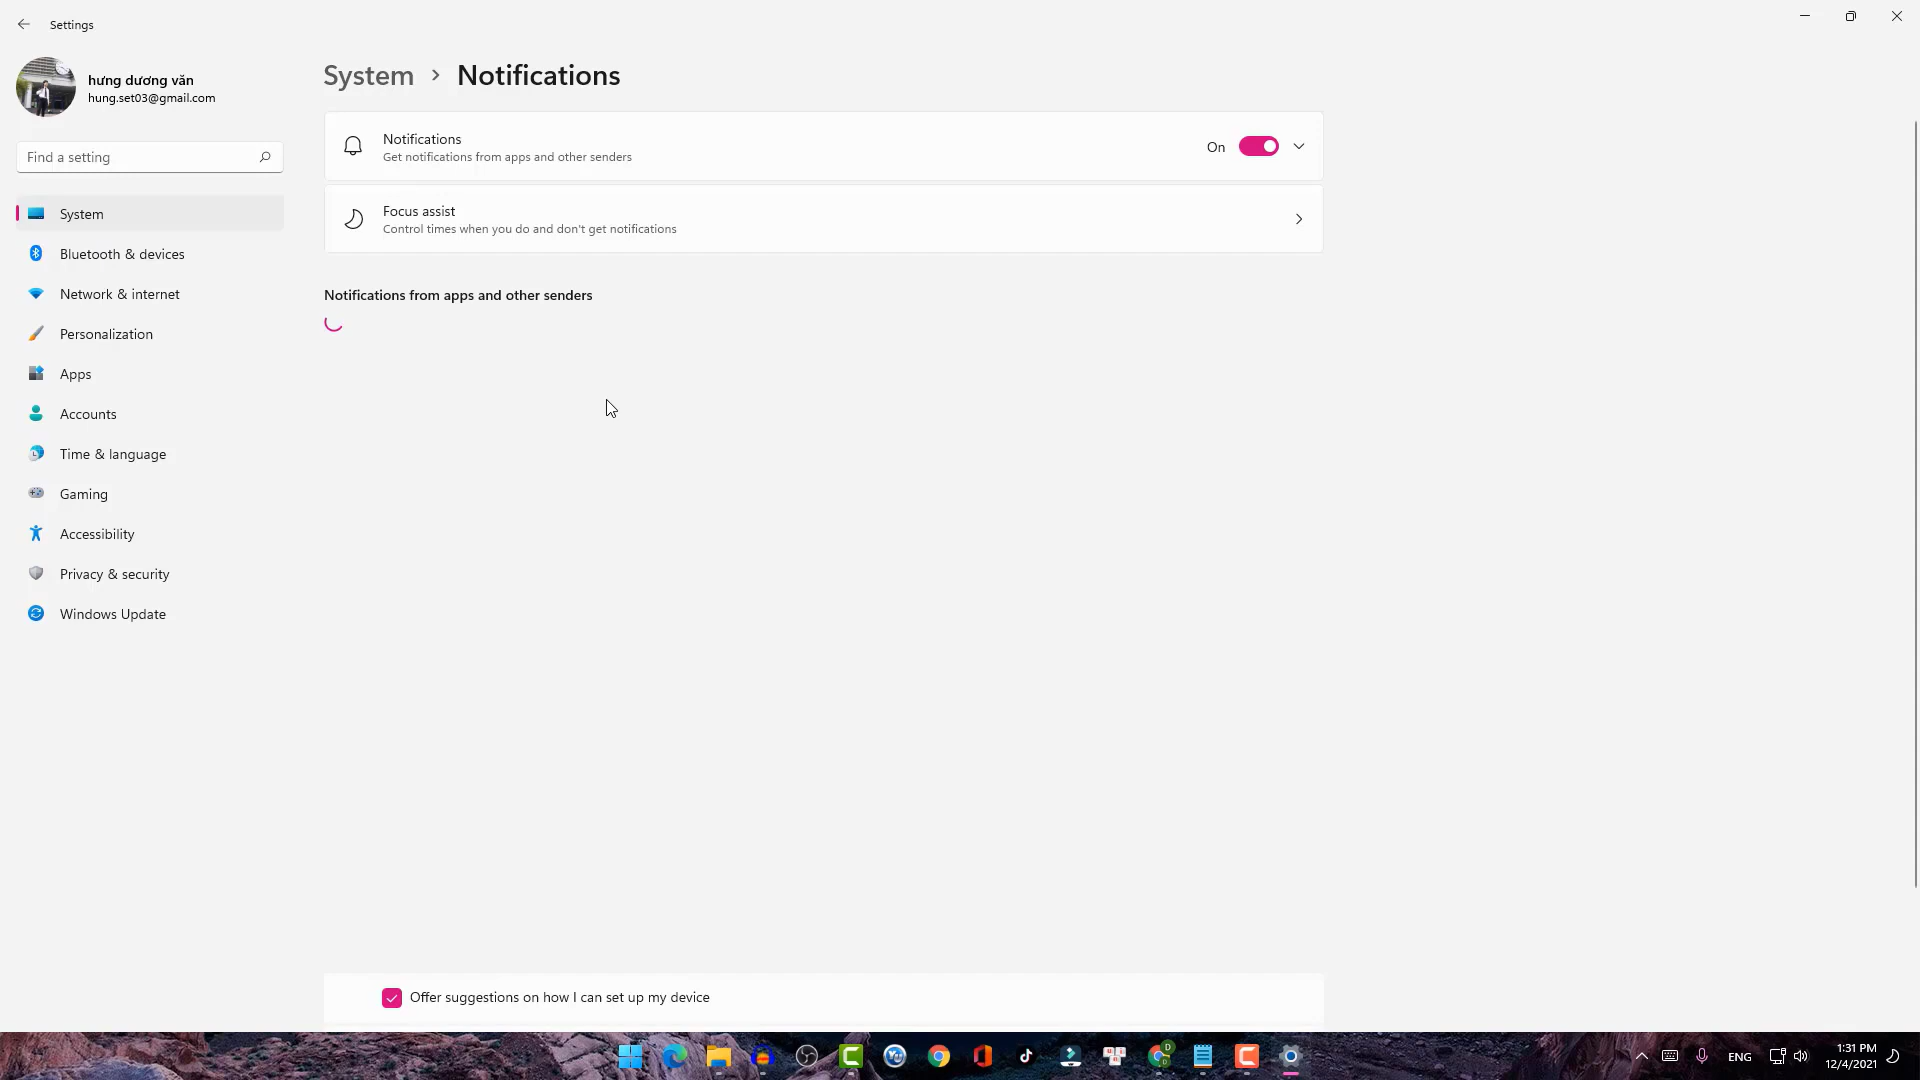 Settings
hưng dương văn
hung.set03@gmail.com
Find a setting
System
Bluetooth & devices
Network & internet
Personalization
Apps
Accounts
Time & language
Gaming
Accessibility
Privacy & security
Windows Update
System > Notifications
Notifications
Get notifications from apps and other senders
On
Focus assist
Control times when you do and don't get notifications
Notifications from apps and other senders
Offer suggestions on how I can set up my device
ENG
1:31 PM
12/4/2021